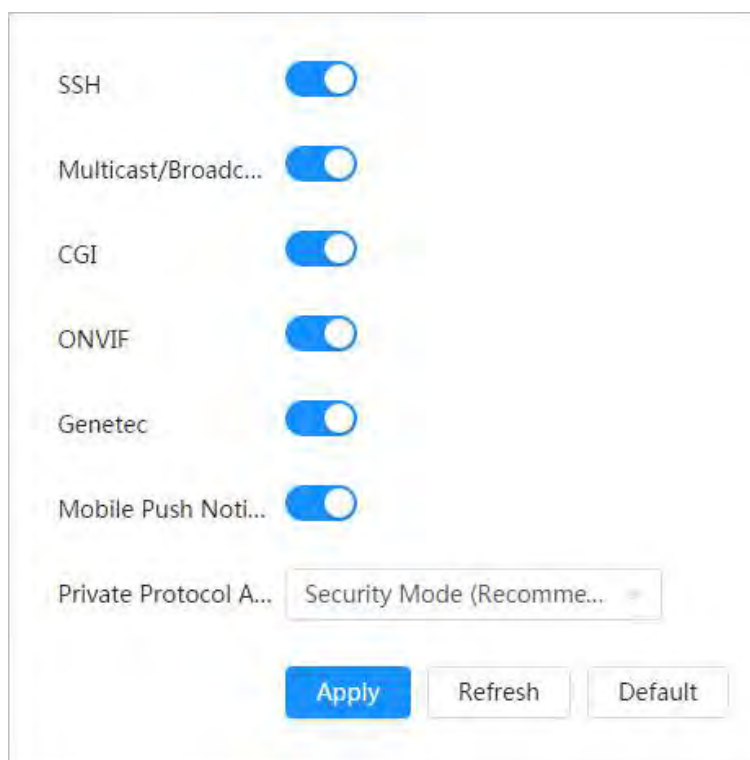 SSH
Multicast/Broadc...
CGI
ONVIF
Genetec
Mobile Push Noti...
Private Protocol A... Security Mode (Recomme...
Apply Refresh Default